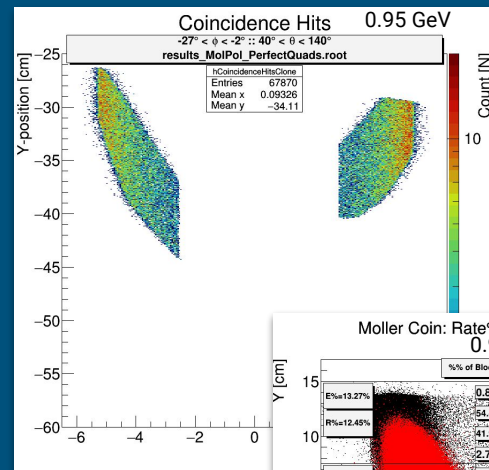 Coincidence Hits 0.95 GeV
-27° < ϕ < -2° :: 40° < θ < 140°
results_MolPol_PerfectQuads.root
hCoincidenceHitsClone
Entries 67870
Mean x 0.09326
Mean y -34.11
Y-position [cm]
Count [N]
−25
−30
−35
−40
−45
−50
−55
−60
10
−6 −4 −2 0
Moller Coin: Rate
Y [cm]
15
10
E%=13.27%
R%=12.45%